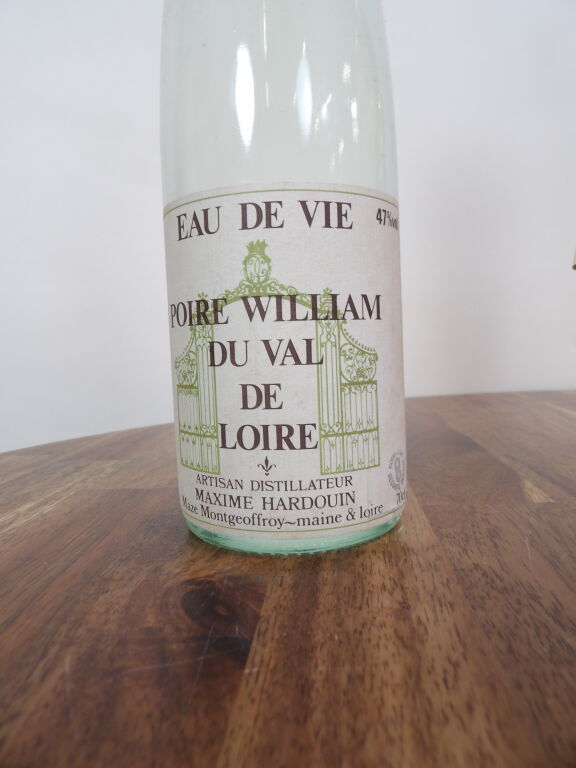 EAU DE VIE 47%vol
POIRE WILLIAM
DU VAL
DE
LOIRE
ARTISAN DISTILLATEUR
MAXIME HARDOUIN
Maze Montgeoffroy~maine & loire 70cl